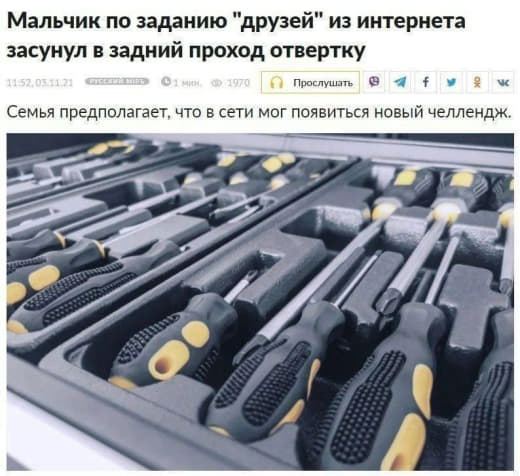 Мальчик по заданию "друзей" из интернета
засунул в задний проход отвертку
11:52, 03.11.21 РУССКИЙ МИРЪ 1 мин. 1970 Прослушать
Семья предполагает, что в сети мог появиться новый челлендж.